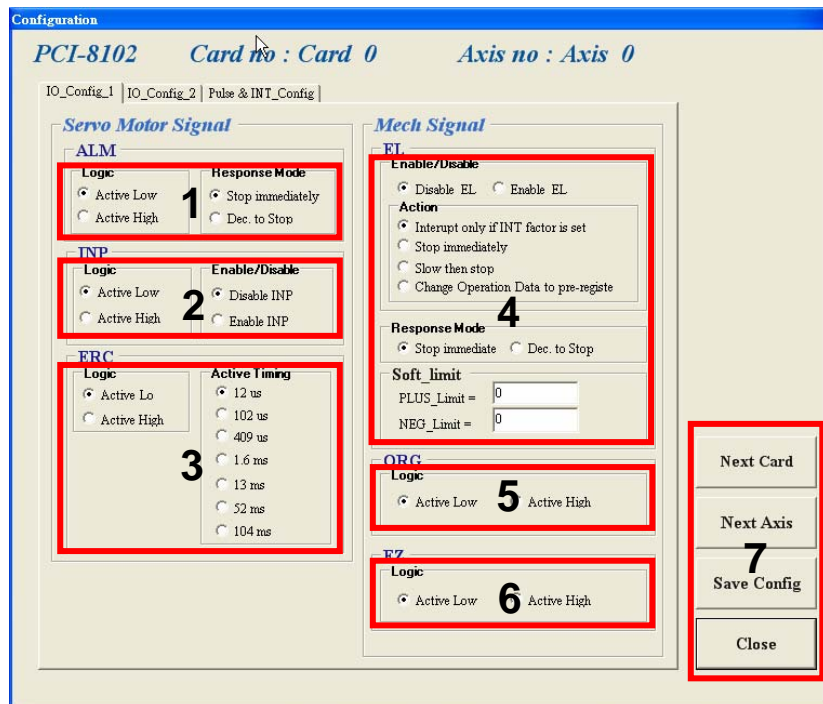 Configuration
PCI-8102 Card no : Card 0 Axis no : Axis 0
IO_Config_1 IO_Config_2 Pulse & INT_Config
Servo Motor Signal
ALM
Logic
Active Low
Active High
1
Response Mode
Stop immediately
Dec. to Stop
INP
Logic
Active Low
Active High
2
Enable/Disable
Disable INP
Enable INP
ERC
Logic
Active Lo
Active High
3
Active Timing
12 us
102 us
409 us
1.6 ms
13 ms
52 ms
104 ms
Mech Signal
EL
Enable/Disable
Disable EL Enable EL
Action
Interupt only if INT factor is set
Stop immediately
Slow then stop
Change Operation Data to pre-registe
4
Response Mode
Stop immediate Dec. to Stop
Soft_limit
PLUS_Limit = 0
NEG_Limit = 0
ORG
Logic
Active Low 5 Active High
EZ
Logic
Active Low 6 Active High
Next Card
Next Axis
7
Save Config
Close